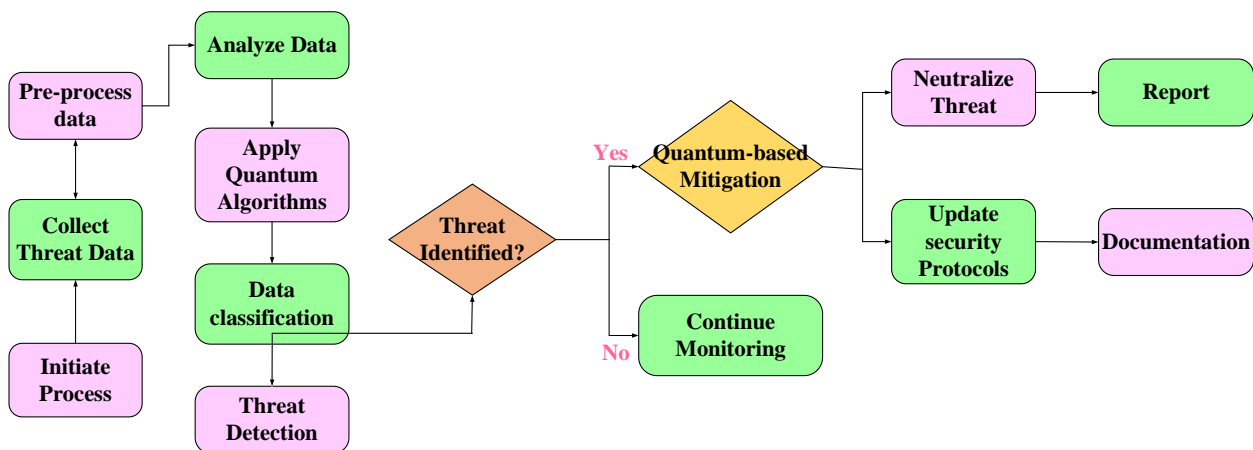 Analyze Data
Pre-process
data
Collect
Threat Data
Initiate
Process
Apply
Quantum
Algorithms
Data
classification
Threat
Detection
Threat
Identified?
Yes
No
Quantum-based
Mitigation
Continue
Monitoring
Neutralize
Threat
Report
Update
security
Protocols
Documentation